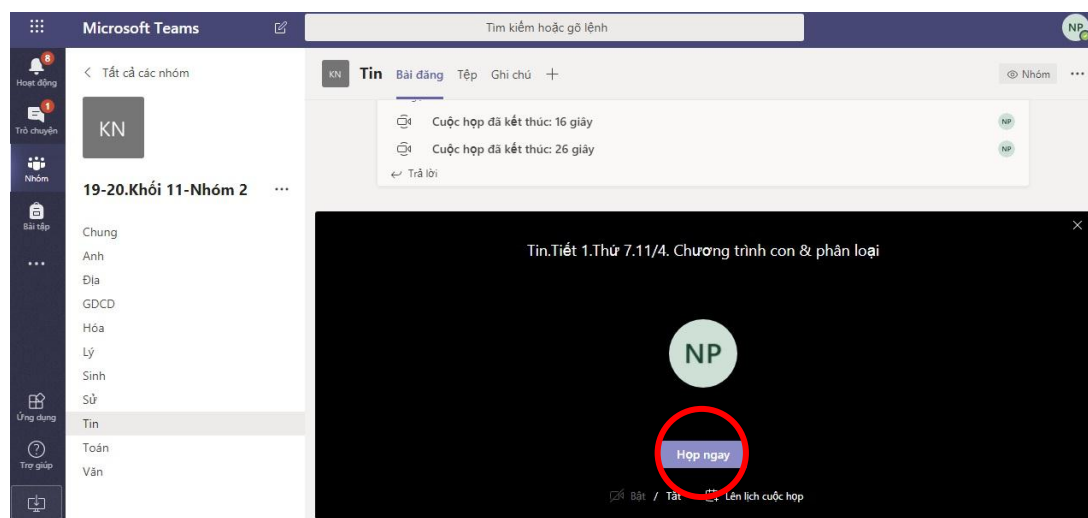 Microsoft Teams
Tìm kiếm hoặc gõ lệnh
NP
8
Hoạt động
1
Trò chuyện
Nhóm
Bài tập
Ứng dụng
Trợ giúp
Tất cả các nhóm
KN
19-20.Khối 11-Nhóm 2
Chung
Anh
Địa
GDCD
Hóa
Lý
Sinh
Sử
Tin
Toán
Văn
KN Tin Bài đăng Tệp Ghi chú
Nhóm
Cuộc họp đã kết thúc: 16 giây NP
Cuộc họp đã kết thúc: 26 giây NP
Trả lời
Tin.Tiết 1.Thứ 7.11/4. Chương trình con & phân loại
NP
Họp ngay
Bật / Tắt Lên lịch cuộc họp